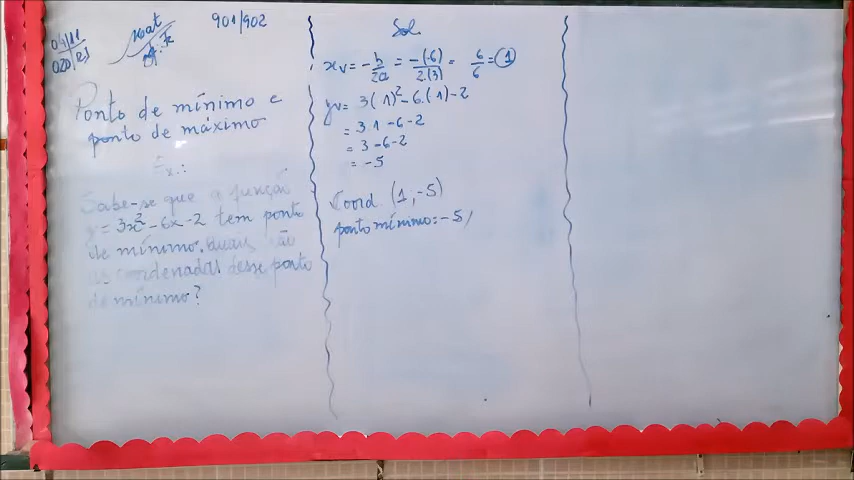 04/11
mat
901/902
Ponto de mínimo e
ponto de máximo
Ex.:
Sabe-se que a função
y = 3x² - 6x - 2 tem ponto
de mínimo. Quais são
as coordenadas desse ponto
de mínimo?
Sol.
xv = -b/2a = -(-6)/2.(3) = 6/6 = 1
yv = 3(1)² - 6.(1) - 2
= 3.1 - 6 - 2
= 3 - 6 - 2
= -5
Coord. (1, -5)
ponto mínimo: -5